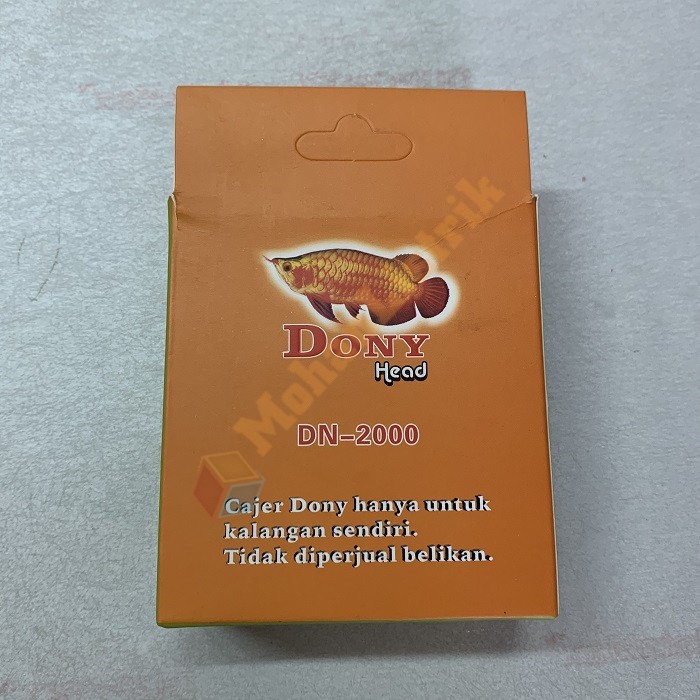 DONY
Head
DN-2000
Cajer Dony hanya untuk
kalangan sendiri.
Tidak diperjual belikan.